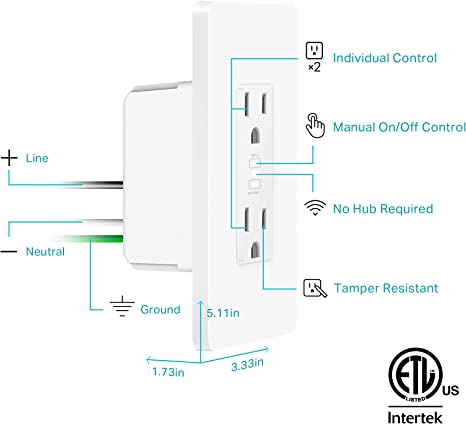 ×2
Individual Control
Manual On/Off Control
+ Line
No Hub Required
− Neutral
Tamper Resistant
Ground
5.11in
1.73in
3.33in
ETL
LISTED
US
Intertek